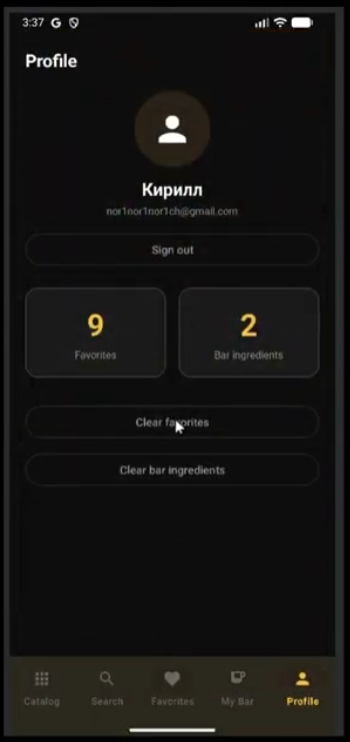 3:37 G
Profile
Кирилл
nor1nor1nor1ch@gmail.com
Sign out
9
Favorites
2
Bar ingredients
Clear favorites
Clear bar ingredients
Catalog
Search
Favorites
My Bar
Profile